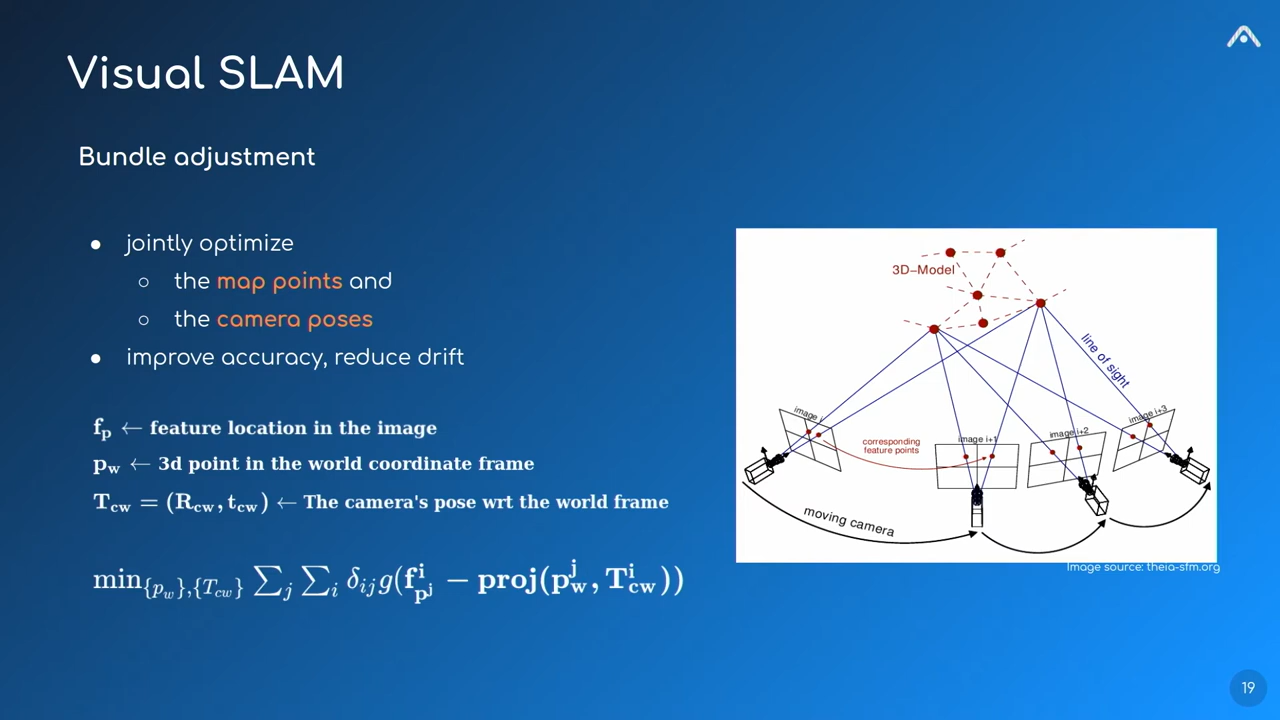 Visual SLAM
Bundle adjustment
● jointly optimize
○ the map points and
○ the camera poses
● improve accuracy, reduce drift
f_p ← feature location in the image
p_w ← 3d point in the world coordinate frame
T_cw = (R_cw, t_cw) ← The camera's pose wrt the world frame
min_{p_w},{T_cw} ∑_j ∑_i δ_ij g(f^i_{p^j} − proj(p^j_w, T^i_cw))
3D–Model
line of sight
image i
image i+1
image i+2
image i+3
corresponding
feature points
moving camera
Image source: theia-sfm.org
19